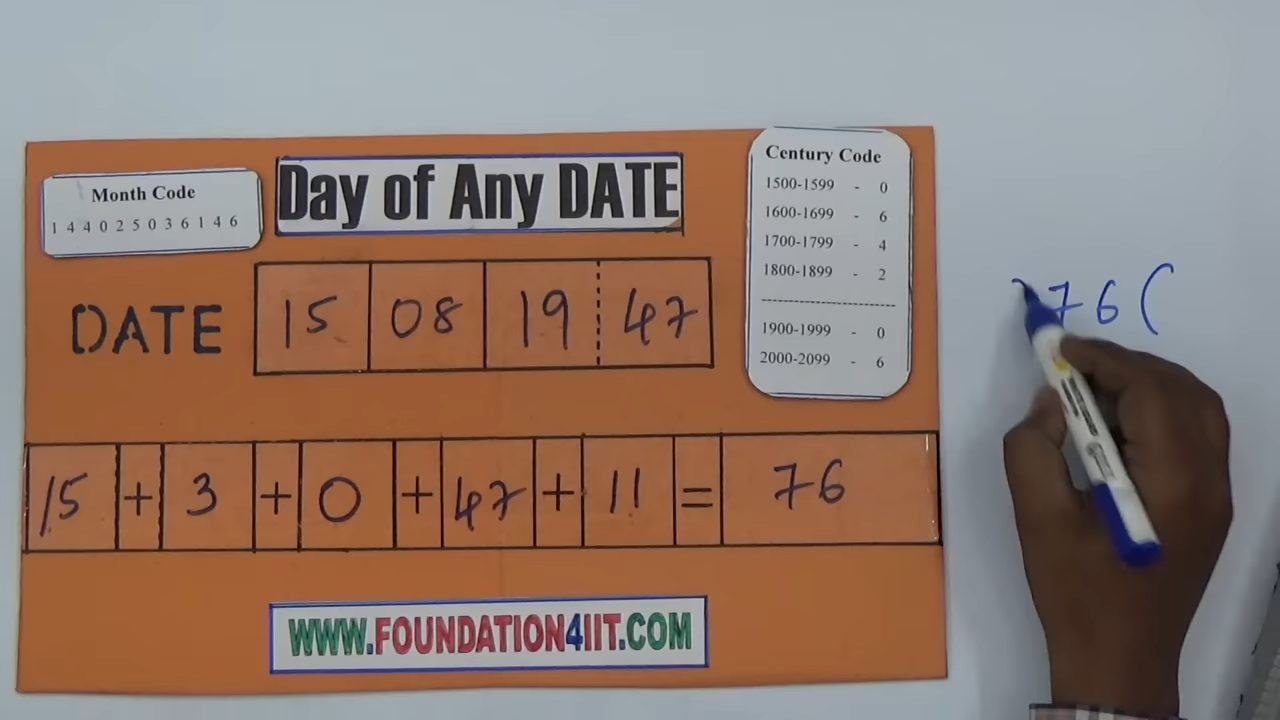 Month Code
1 4 4 0 2 5 0 3 6 1 4 6
Day of Any DATE
Century Code
1500-1599 - 0
1600-1699 - 6
1700-1799 - 4
1800-1899 - 2
1900-1999 - 0
2000-2099 - 6
DATE 15 08 19 47
15 + 3 + 0 + 47 + 11 = 76
76 (
WWW.FOUNDATION4IIT.COM